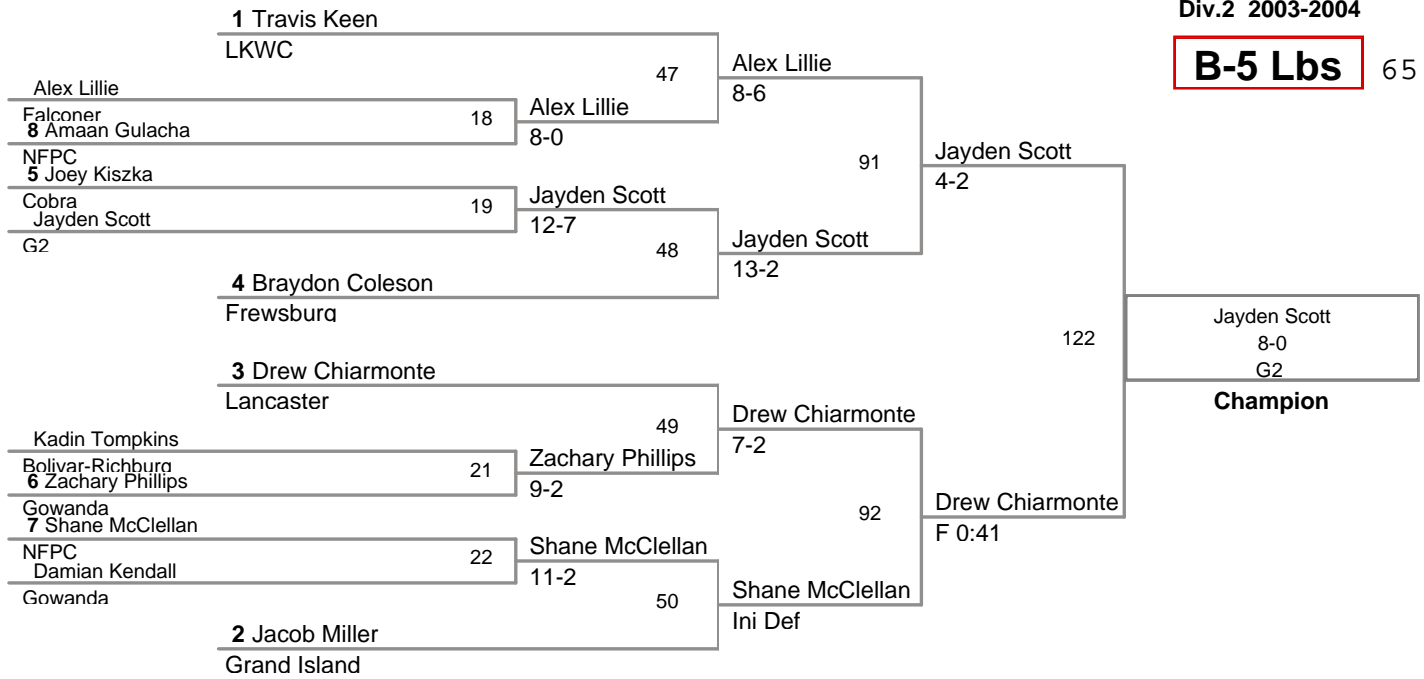 Div.2 2003-2004
B-5 Lbs 65
1 Travis Keen
LKWC
47
Alex Lillie
8-6
Alex Lillie
Falconer
8 Amaan Gulacha
NFPC
18
Alex Lillie
8-0
91
Jayden Scott
4-2
5 Joey Kiszka
Cobra
Jayden Scott
G2
19
Jayden Scott
12-7
48
Jayden Scott
13-2
4 Braydon Coleson
Frewsburg
122
Jayden Scott
8-0
G2
Champion
3 Drew Chiarmonte
Lancaster
49
Drew Chiarmonte
7-2
Kadin Tompkins
Bolivar-Richburg
6 Zachary Phillips
Gowanda
21
Zachary Phillips
9-2
92
Drew Chiarmonte
F 0:41
7 Shane McClellan
NFPC
Damian Kendall
Gowanda
22
Shane McClellan
11-2
50
Shane McClellan
Inj Def
2 Jacob Miller
Grand Island